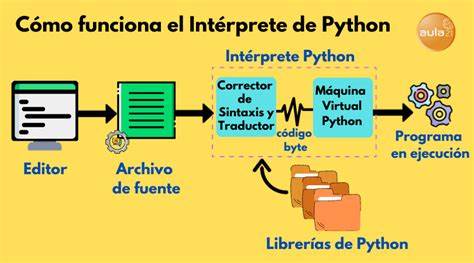 Cómo funciona el Intérprete de Python
aula21
Intérprete Python
Corrector
de
Sintaxis y
Traductor
código
byte
Máquina
Virtual
Python
Editor
Archivo
de fuente
Programa
en ejecución
Librerías de Python